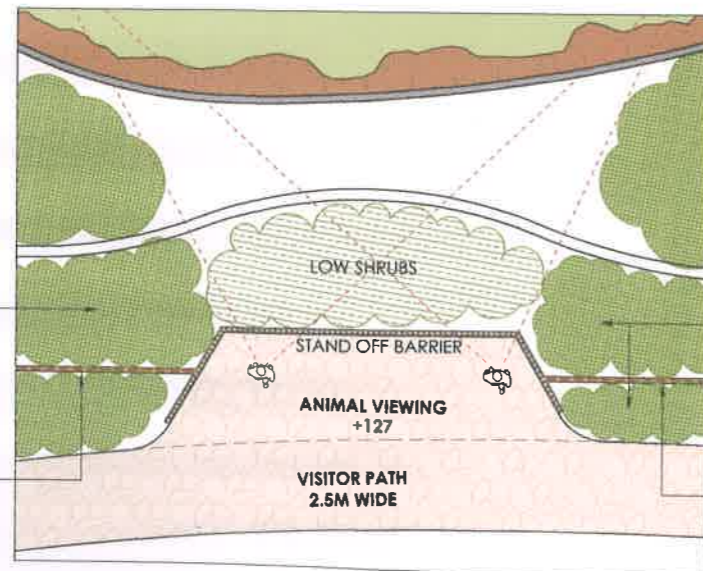 LOW SHRUBS
STAND OFF BARRIER
ANIMAL VIEWING
+127
VISITOR PATH
2.5M WIDE